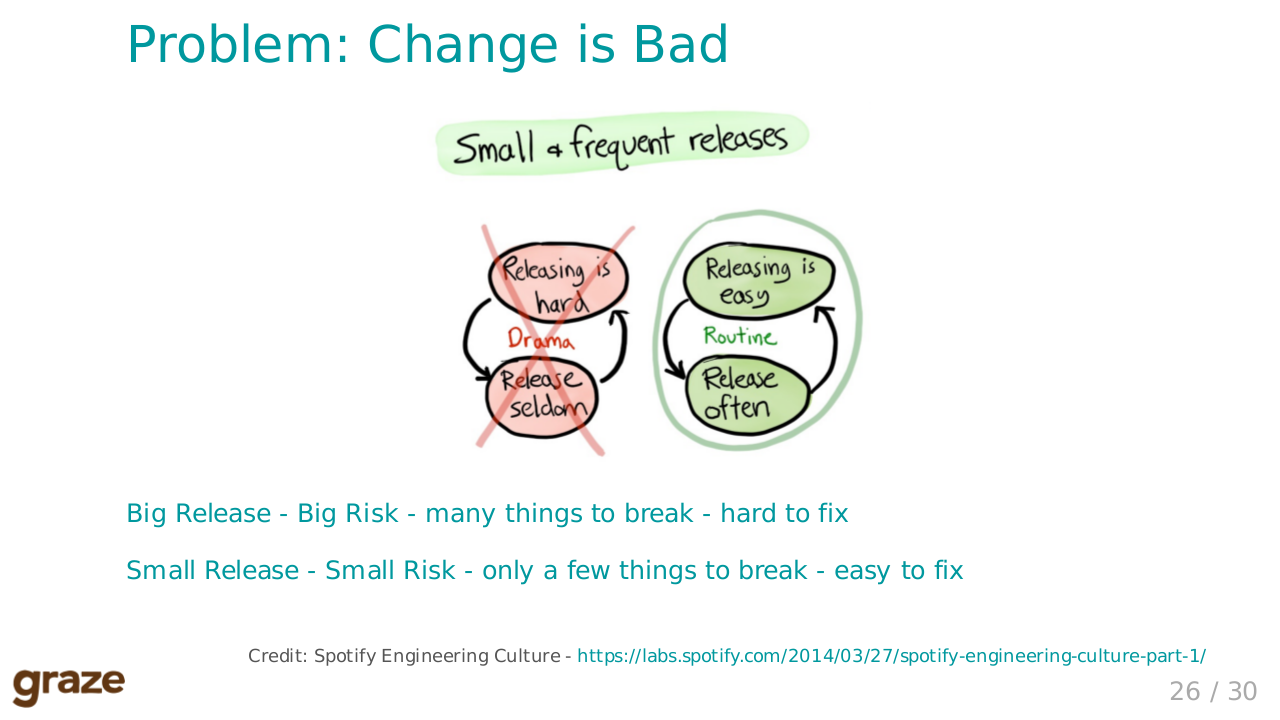 Problem: Change is Bad
Small & frequent releases
Releasing is
hard
Drama
Release
seldom
Releasing is
easy
Routine
Release
often
Big Release - Big Risk - many things to break - hard to fix
Small Release - Small Risk - only a few things to break - easy to fix
Credit: Spotify Engineering Culture - https://labs.spotify.com/2014/03/27/spotify-engineering-culture-part-1/
graze
26 / 30